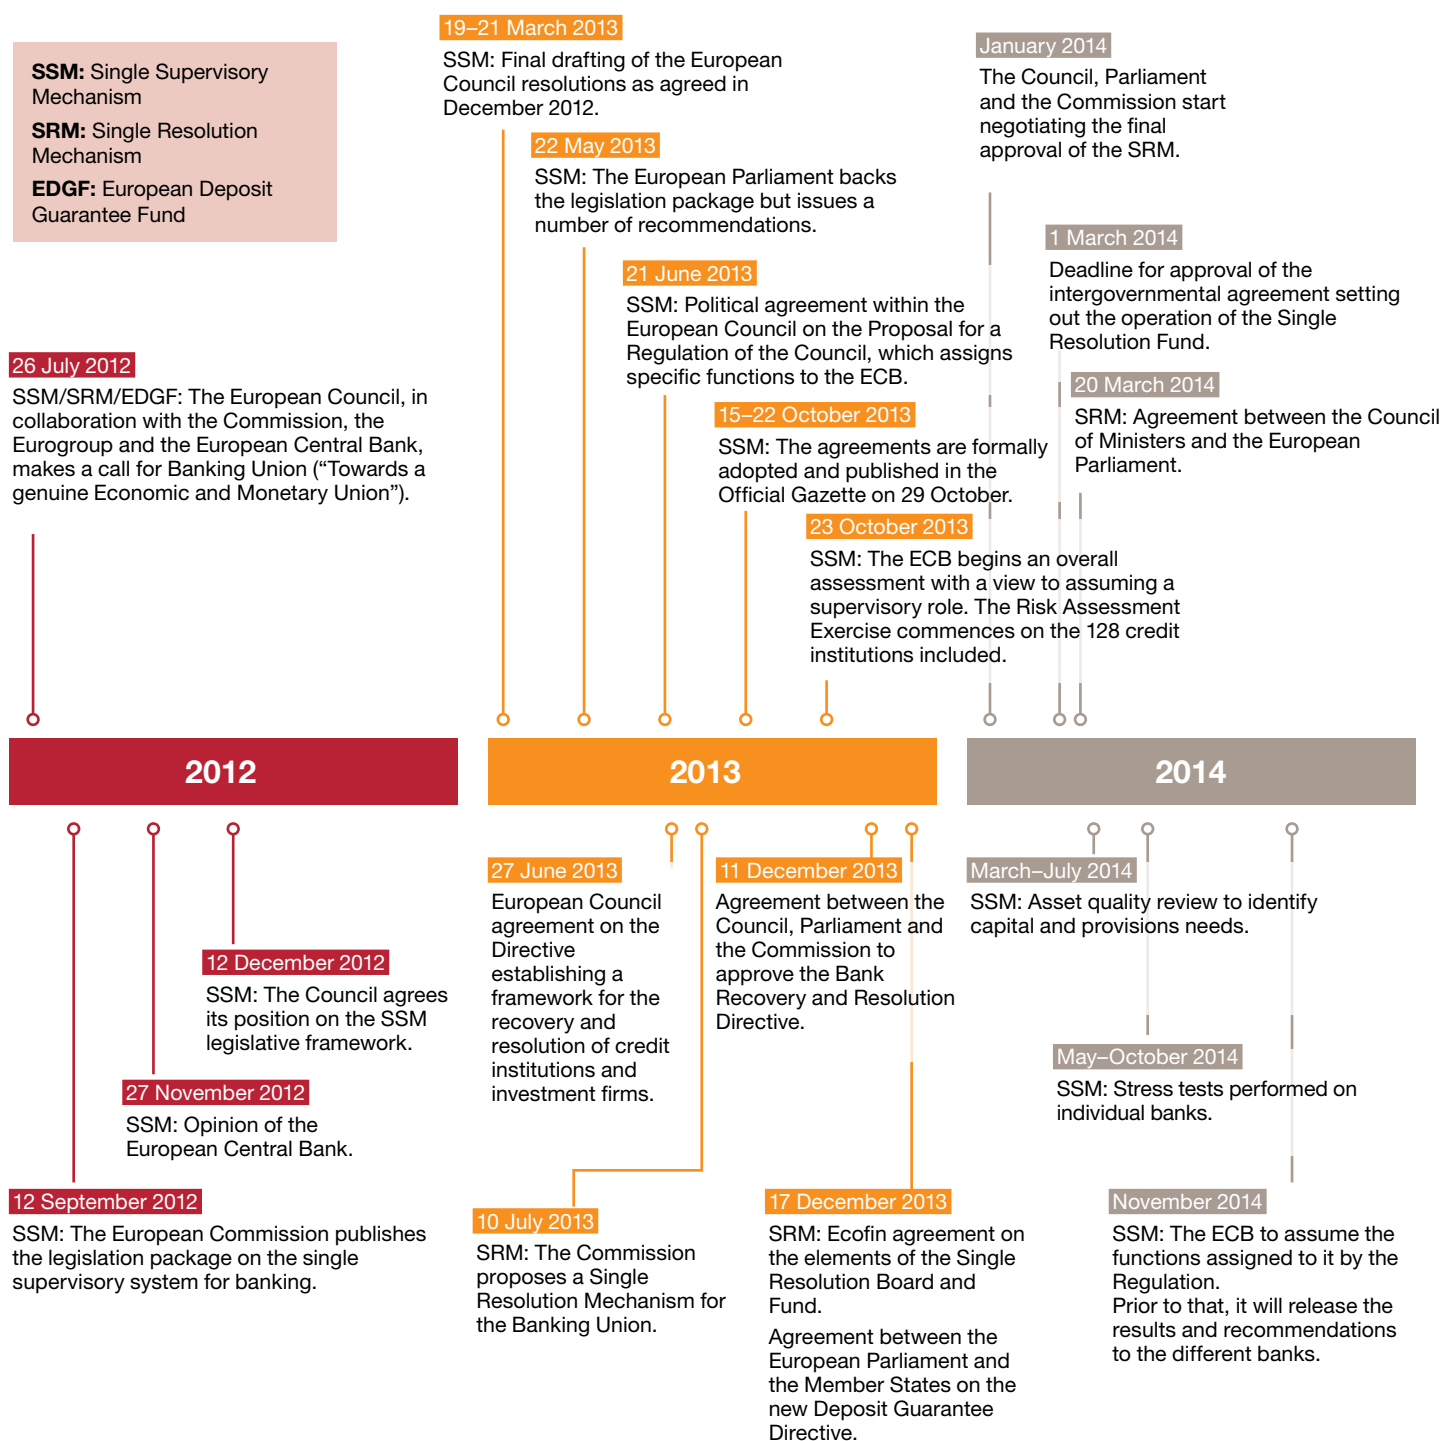 SSM: Single Supervisory
Mechanism
SRM: Single Resolution
Mechanism
EDGF: European Deposit
Guarantee Fund
26 July 2012
SSM/SRM/EDGF: The European Council, in
collaboration with the Commission, the
Eurogroup and the European Central Bank,
makes a call for Banking Union (“Towards a
genuine Economic and Monetary Union”).
19–21 March 2013
SSM: Final drafting of the European
Council resolutions as agreed in
December 2012.
22 May 2013
SSM: The European Parliament backs
the legislation package but issues a
number of recommendations.
21 June 2013
SSM: Political agreement within the
European Council on the Proposal for a
Regulation of the Council, which assigns
specific functions to the ECB.
15–22 October 2013
SSM: The agreements are formally
adopted and published in the
Official Gazette on 29 October.
23 October 2013
SSM: The ECB begins an overall
assessment with a view to assuming a
supervisory role. The Risk Assessment
Exercise commences on the 128 credit
institutions included.
January 2014
The Council, Parliament
and the Commission start
negotiating the final
approval of the SRM.
1 March 2014
Deadline for approval of the
intergovernmental agreement setting
out the operation of the Single
Resolution Fund.
20 March 2014
SRM: Agreement between the Council
of Ministers and the European
Parliament.
2012
2013
2014
12 December 2012
SSM: The Council agrees
its position on the SSM
legislative framework.
27 November 2012
SSM: Opinion of the
European Central Bank.
12 September 2012
SSM: The European Commission publishes
the legislation package on the single
supervisory system for banking.
27 June 2013
European Council
agreement on the
Directive
establishing a
framework for the
recovery and
resolution of credit
institutions and
investment firms.
10 July 2013
SRM: The Commission
proposes a Single
Resolution Mechanism for
the Banking Union.
11 December 2013
Agreement between the
Council, Parliament and
the Commission to
approve the Bank
Recovery and Resolution
Directive.
17 December 2013
SRM: Ecofin agreement on
the elements of the Single
Resolution Board and
Fund.
Agreement between the
European Parliament and
the Member States on the
new Deposit Guarantee
Directive.
March–July 2014
SSM: Asset quality review to identify
capital and provisions needs.
May–October 2014
SSM: Stress tests performed on
individual banks.
November 2014
SSM: The ECB to assume the
functions assigned to it by the
Regulation.
Prior to that, it will release the
results and recommendations
to the different banks.